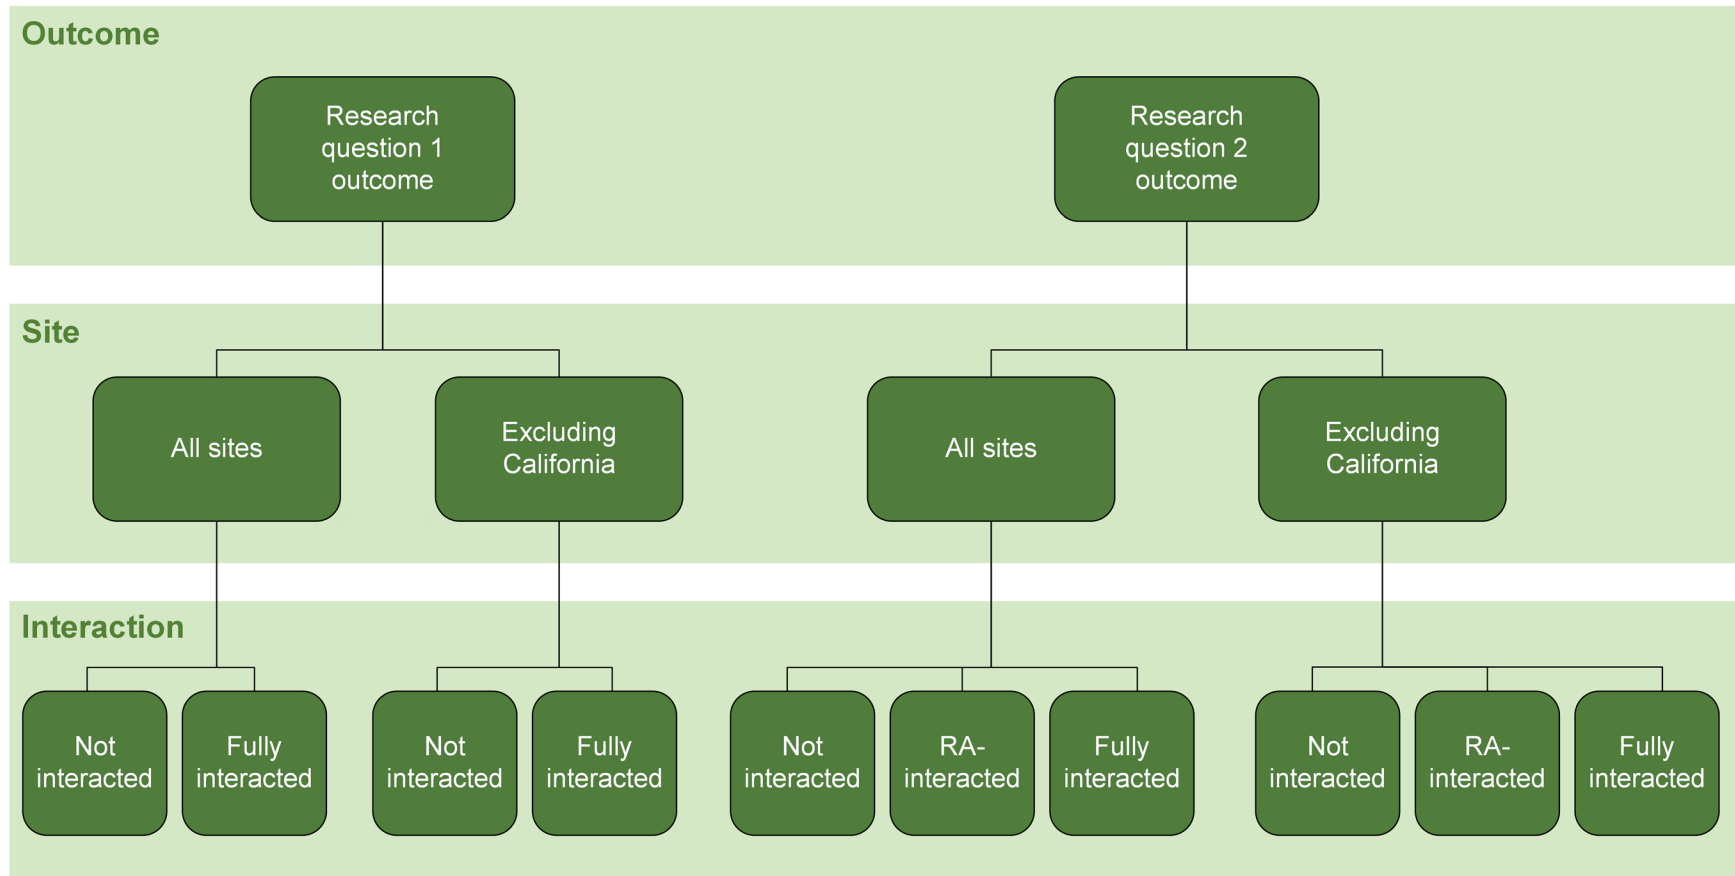 Outcome
Research
question 1
outcome
Research
question 2
outcome
Site
All sites
Excluding
California
All sites
Excluding
California
Interaction
Not
interacted
Fully
interacted
Not
interacted
Fully
interacted
Not
interacted
RA-
interacted
Fully
interacted
Not
interacted
RA-
interacted
Fully
interacted